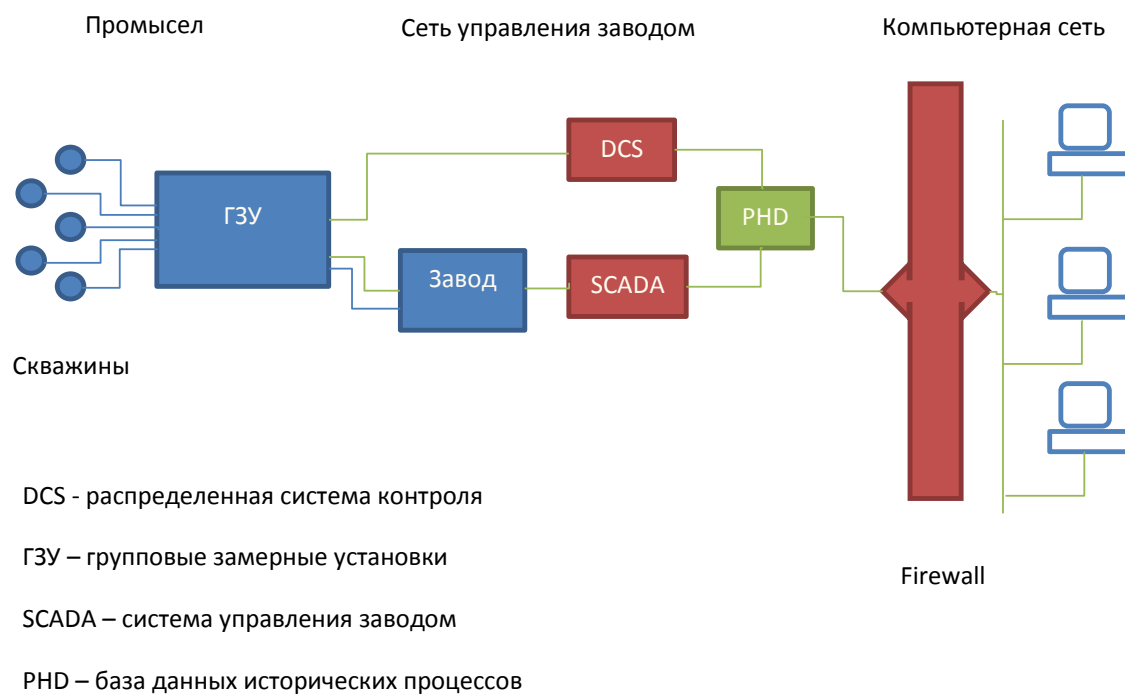 Промысел
Сеть управления заводом
Компьютерная сеть
DCS
ГЗУ
PHD
Завод
SCADA
Скважины
DCS - распределенная система контроля
ГЗУ – групповые замерные установки
Firewall
SCADA – система управления заводом
PHD – база данных исторических процессов